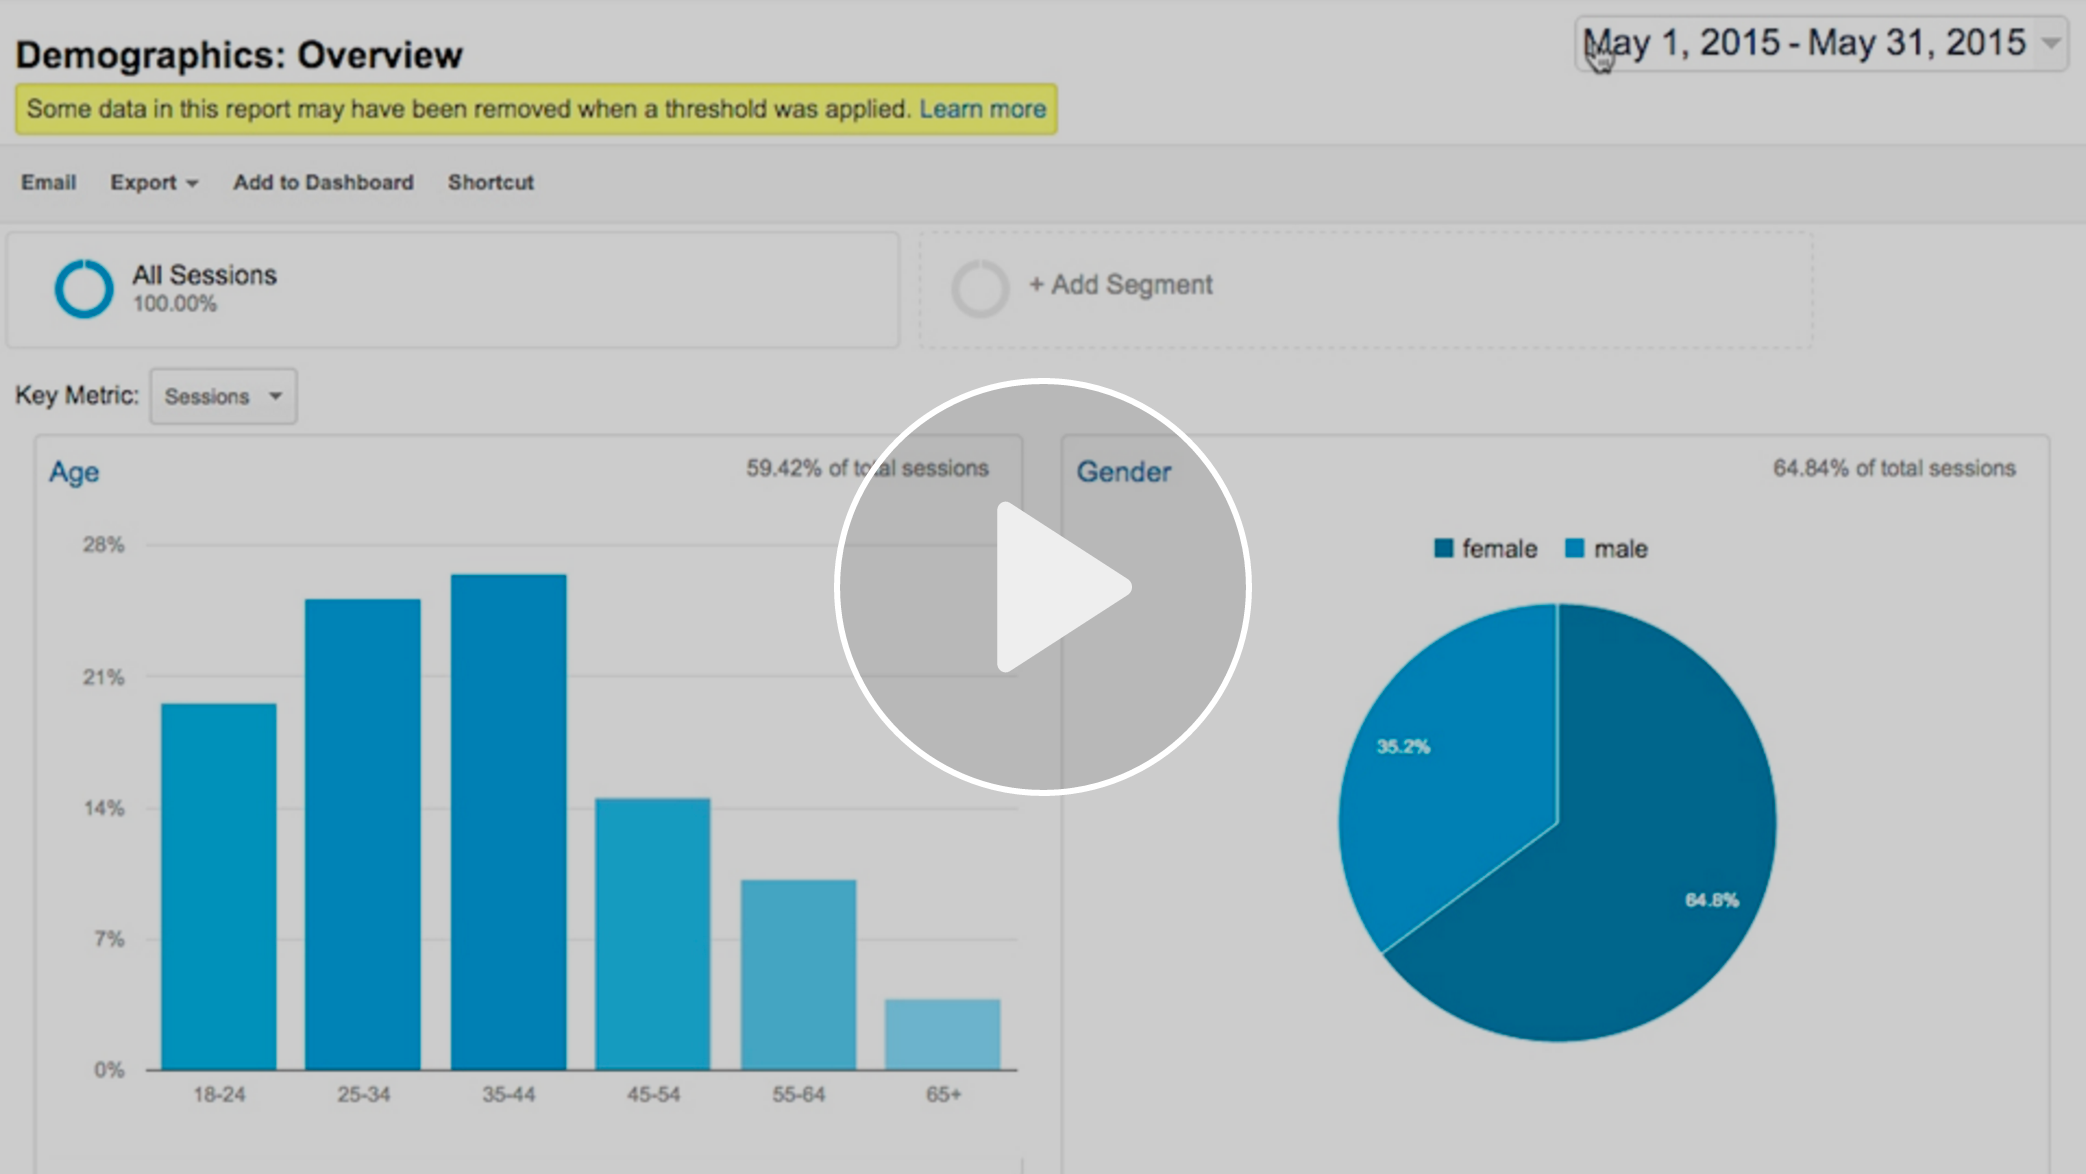 Demographics: Overview
May 1, 2015 - May 31, 2015
Some data in this report may have been removed when a threshold was applied. Learn more
Email Export Add to Dashboard Shortcut
All Sessions
100.00%
+ Add Segment
Key Metric: Sessions
Age
59.42% of total sessions
28%
21%
14%
7%
0%
18-24 25-34 35-44 45-54 55-64 65+
Gender
64.84% of total sessions
female male
35.2%
64.8%